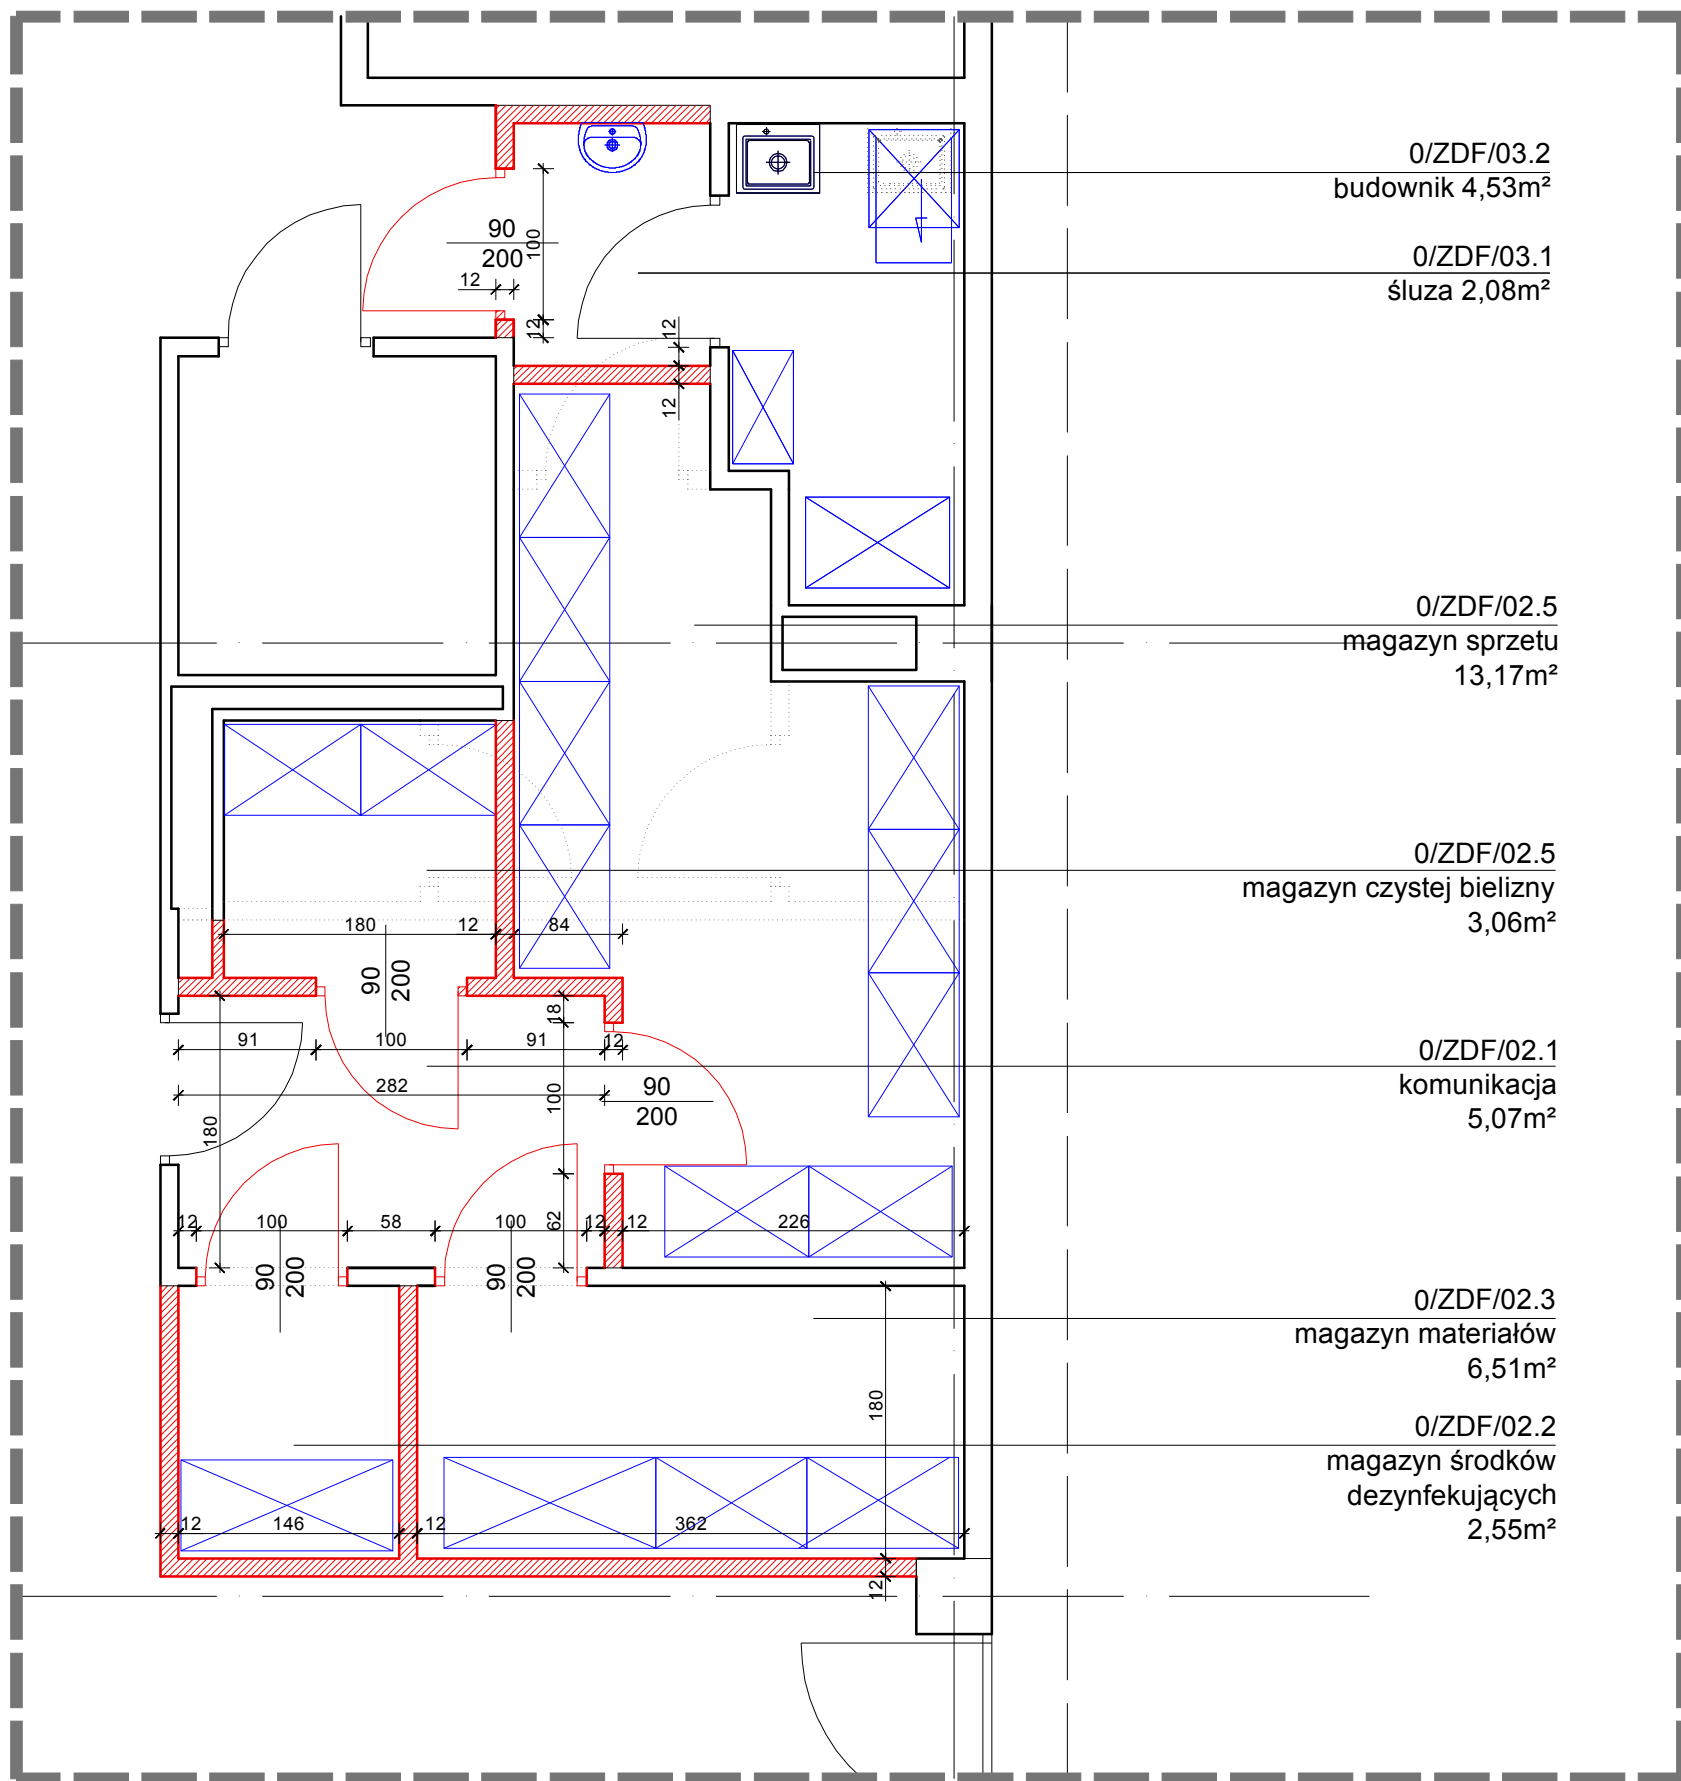 0/ZDF/03.2
budownik 4,53m²
90
200
100
12
12
12
12
0/ZDF/03.1
śluza 2,08m²
0/ZDF/02.5
magazyn sprzetu
13,17m²
0/ZDF/02.5
magazyn czystej bielizny
3,06m²
180
12
84
90
200
18
91
100
91
12
0/ZDF/02.1
komunikacja
5,07m²
282
100
90
200
180
12
100
58
100
12
62
12
226
90
200
90
200
0/ZDF/02.3
magazyn materiałów
6,51m²
180
0/ZDF/02.2
magazyn środków
dezynfekujących
2,55m²
12
146
12
362
12